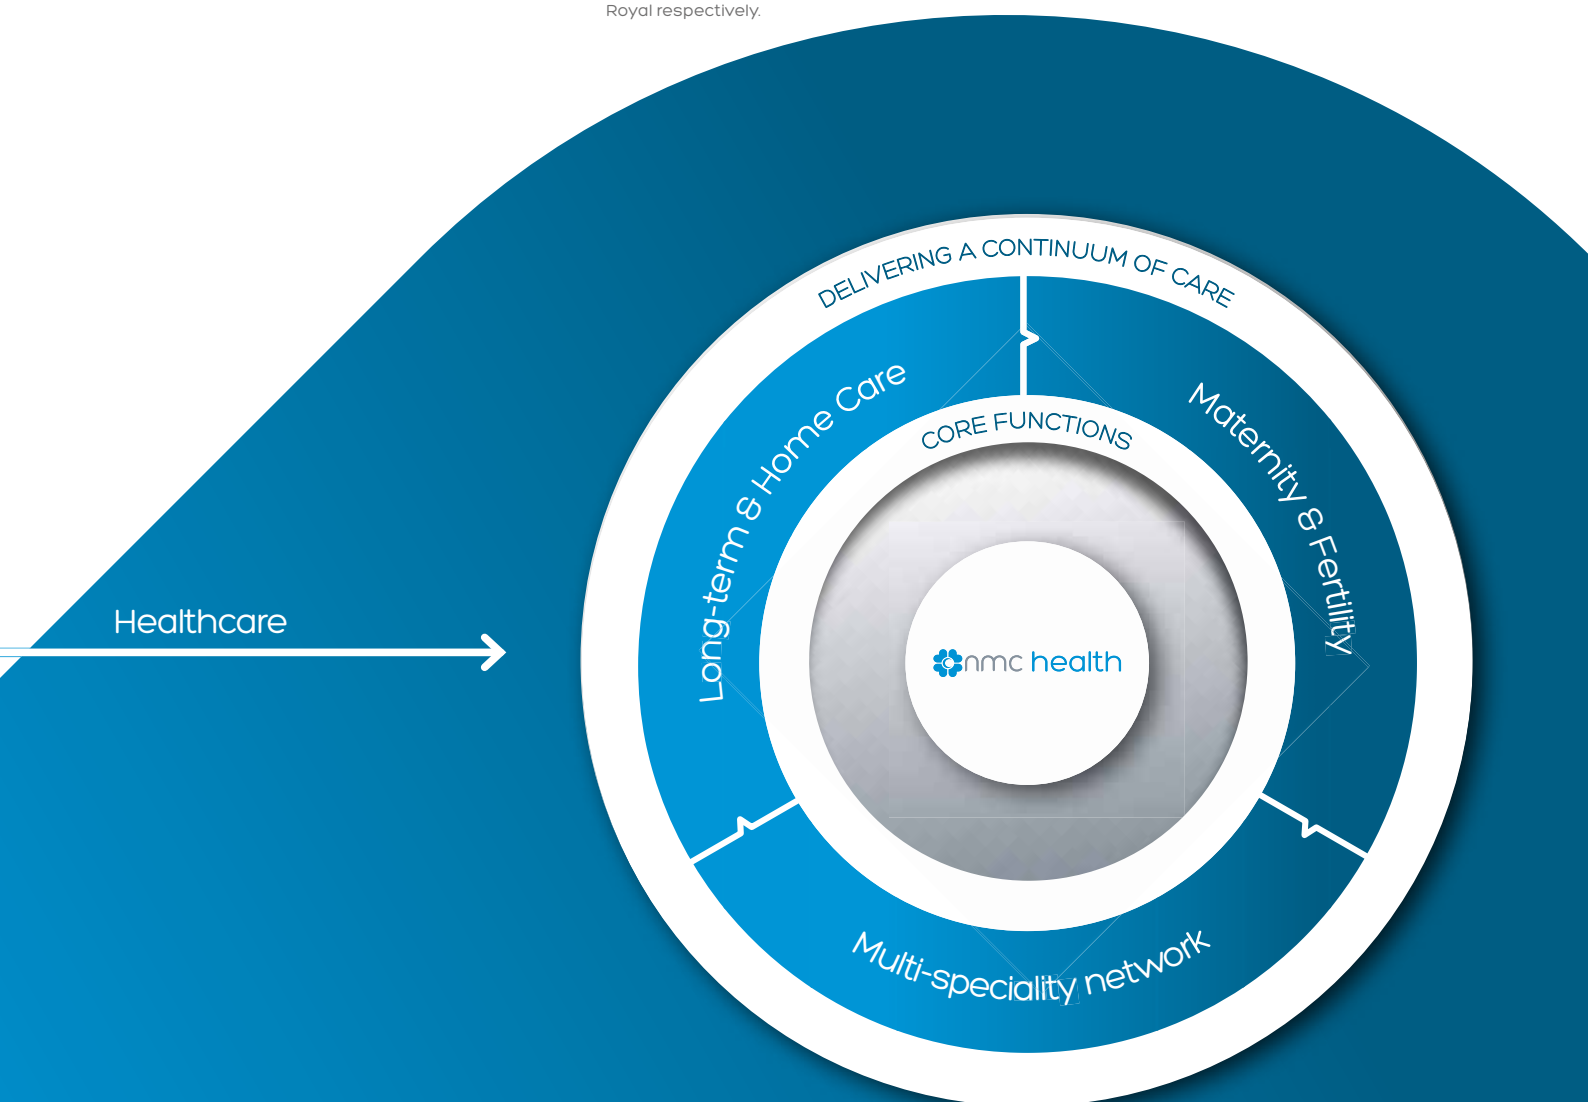 Royal respectively.
DELIVERING A CONTINUUM OF CARE
Long-term & Home Care
Maternity & Fertility
CORE FUNCTIONS
Healthcare
nmc health
Multi-speciality network